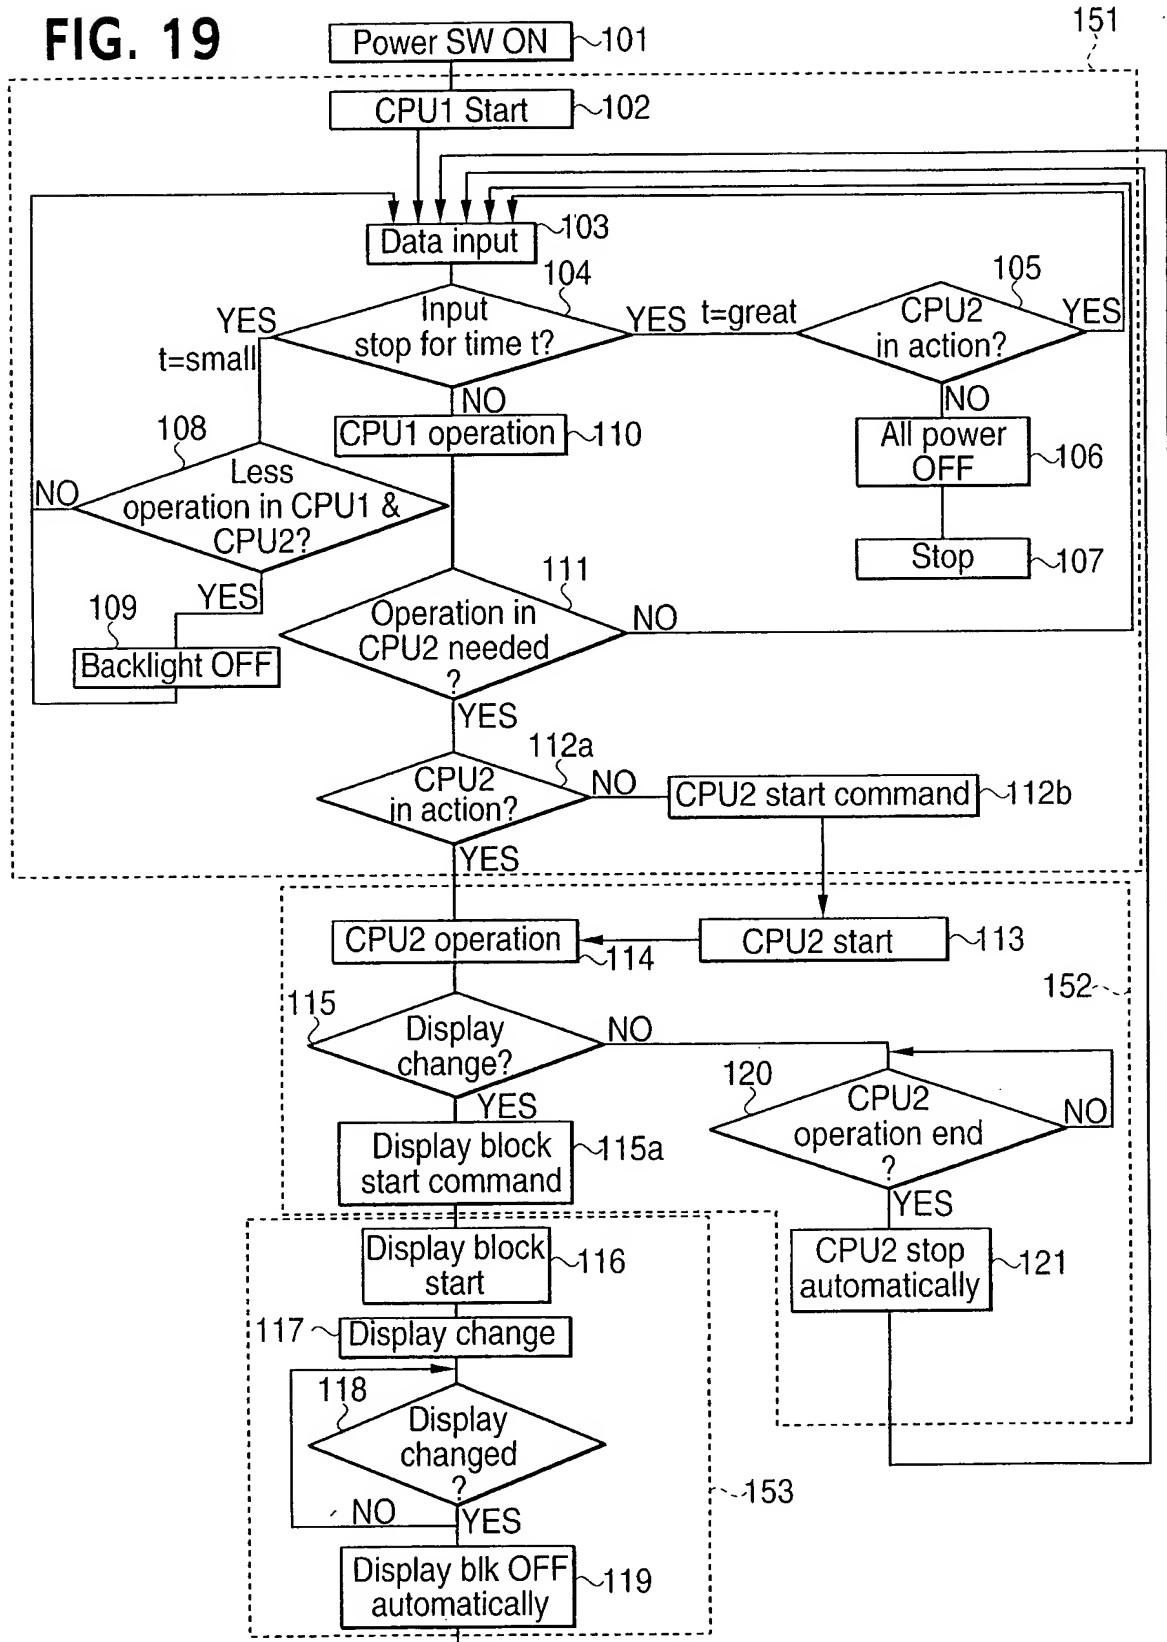 FIG. 19
Power SW ON
101
151
CPU1 Start
102
Data input
103
Input
stop for time t?
104
YES
t=small
YES t=great
CPU2
in action?
105
YES
NO
NO
CPU1 operation
110
All power
OFF
106
Stop
107
108
Less
operation in CPU1 &
CPU2?
NO
YES
109
Backlight OFF
111
Operation in
CPU2 needed
?
NO
YES
112a
CPU2
in action?
NO
CPU2 start command
112b
YES
CPU2 operation
114
CPU2 start
113
152
115
Display
change?
NO
YES
120
CPU2
operation end
?
NO
YES
Display block
start command
115a
Display block
start
116
CPU2 stop
automatically
121
117
Display change
118
Display
changed
?
153
NO
YES
Display blk OFF
automatically
119